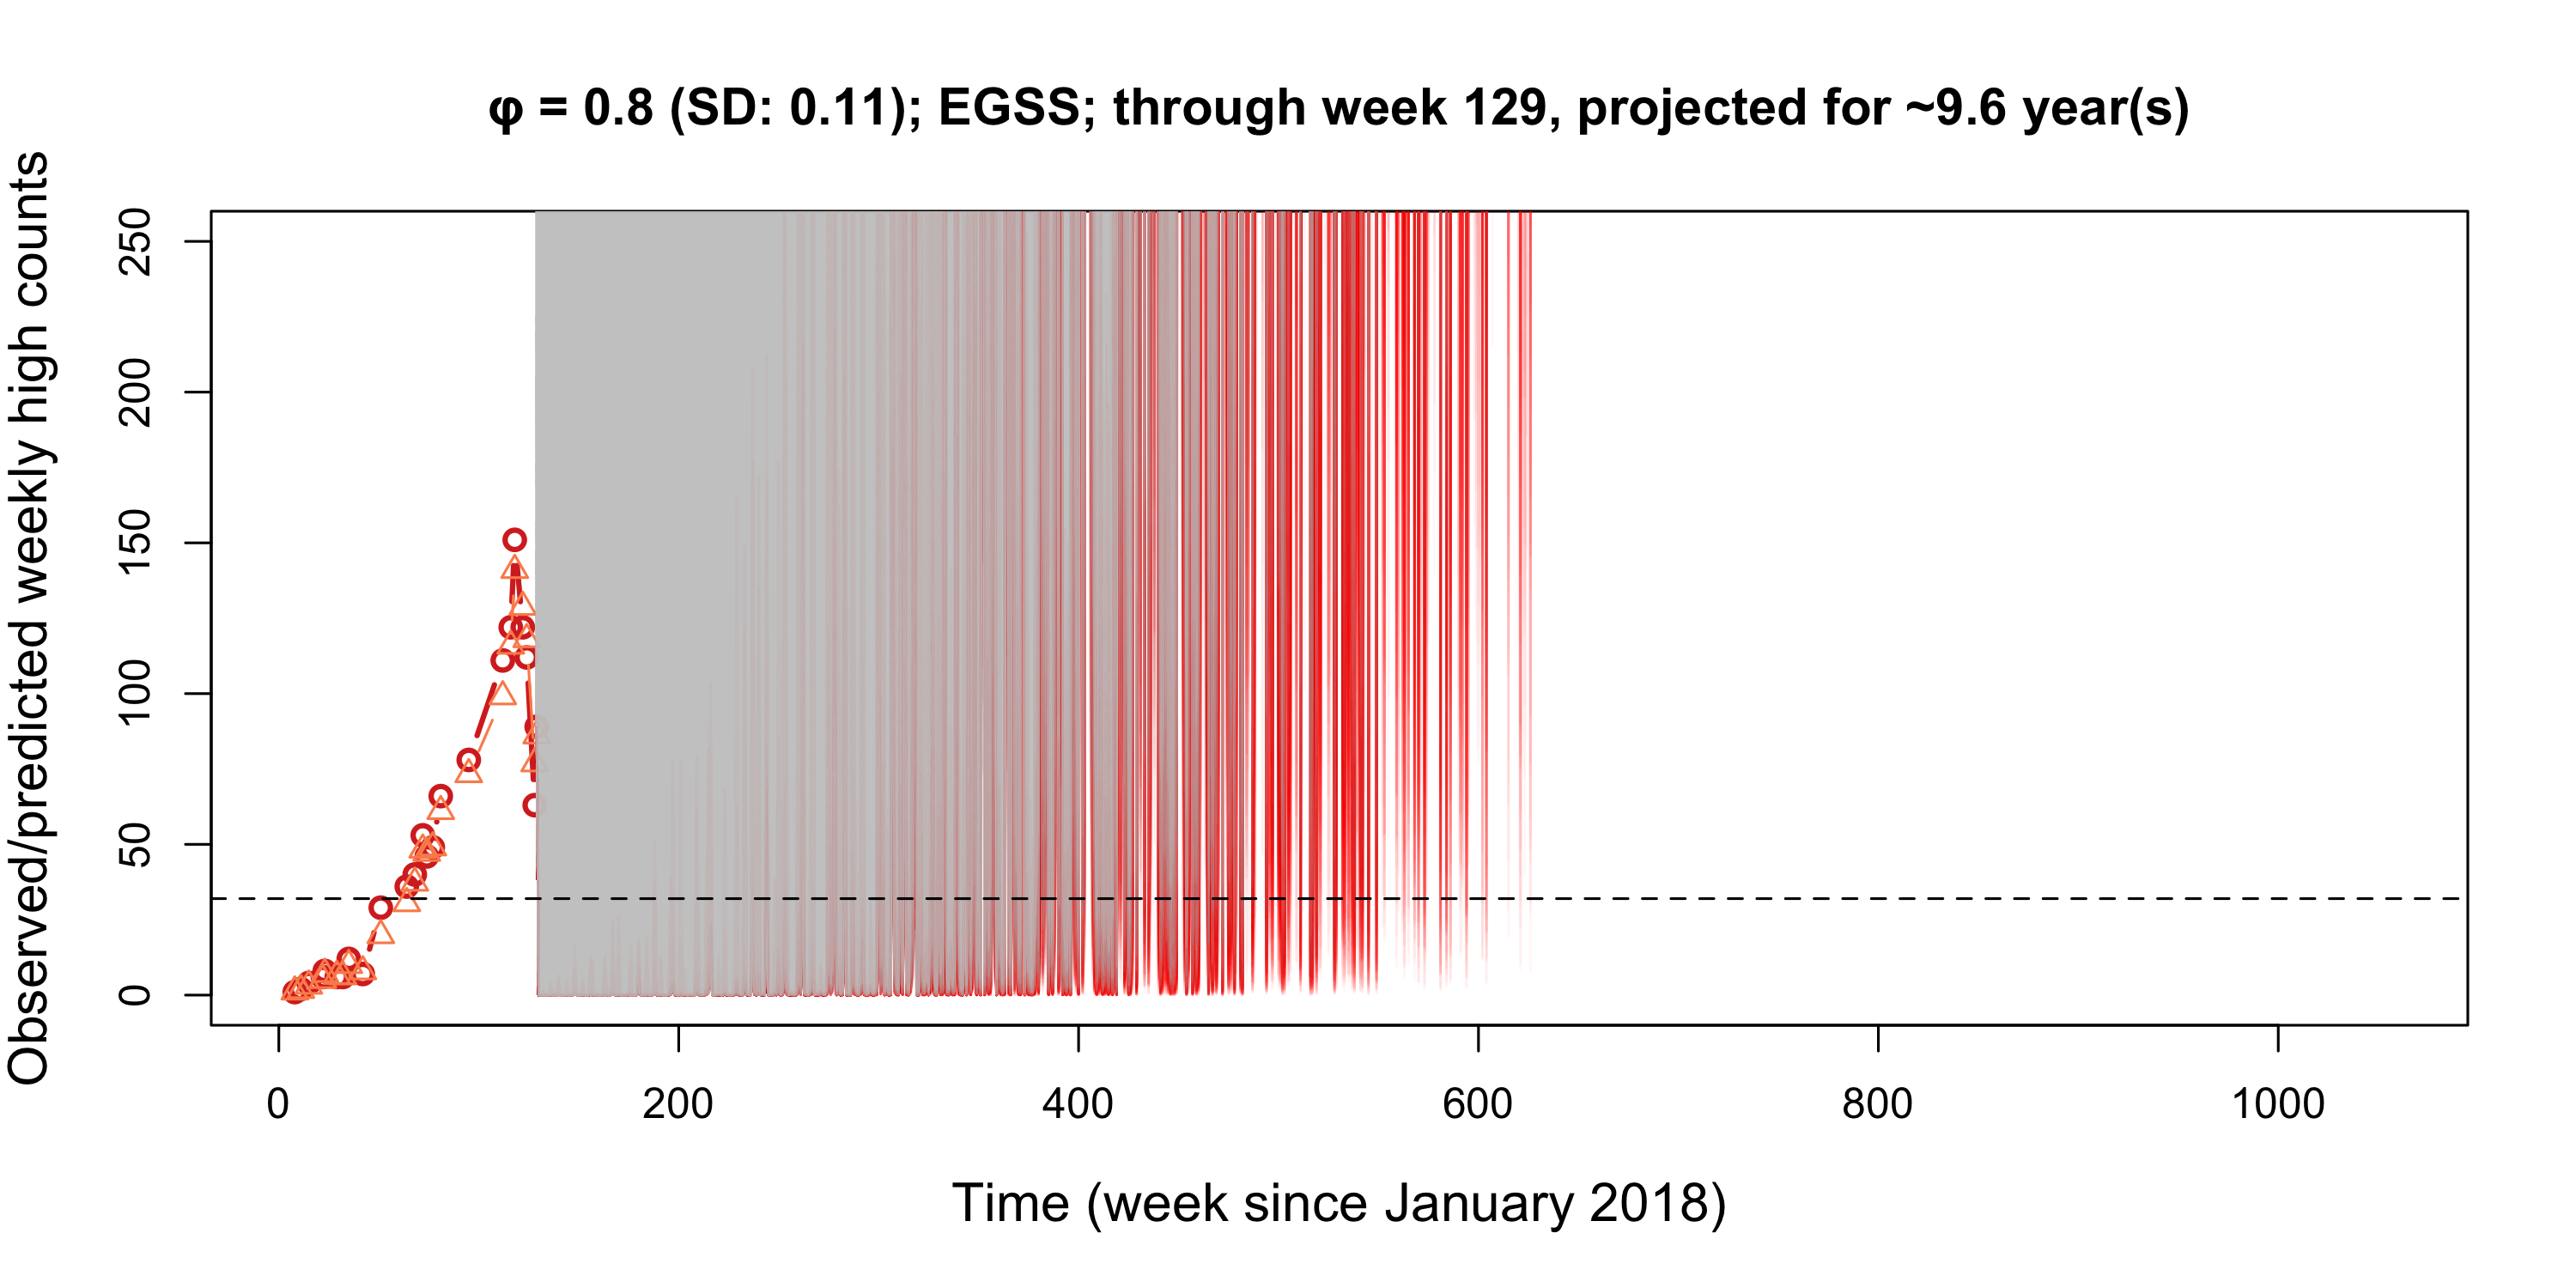 φ = 0.8 (SD: 0.11); EGSS; through week 129, projected for ~9.6 year(s)
Observed/predicted weekly high counts
250
200
150
100
50
0
0 200 400 600 800 1000
Time (week since January 2018)